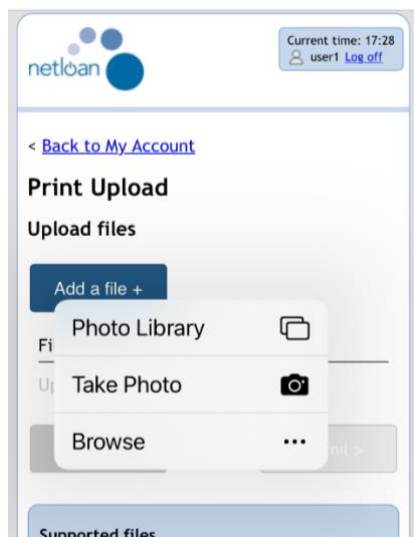 netloan
Current time: 17:28
user1 Log off
< Back to My Account
Print Upload
Upload files
Add a file +
Photo Library
Take Photo
Browse
Supported files